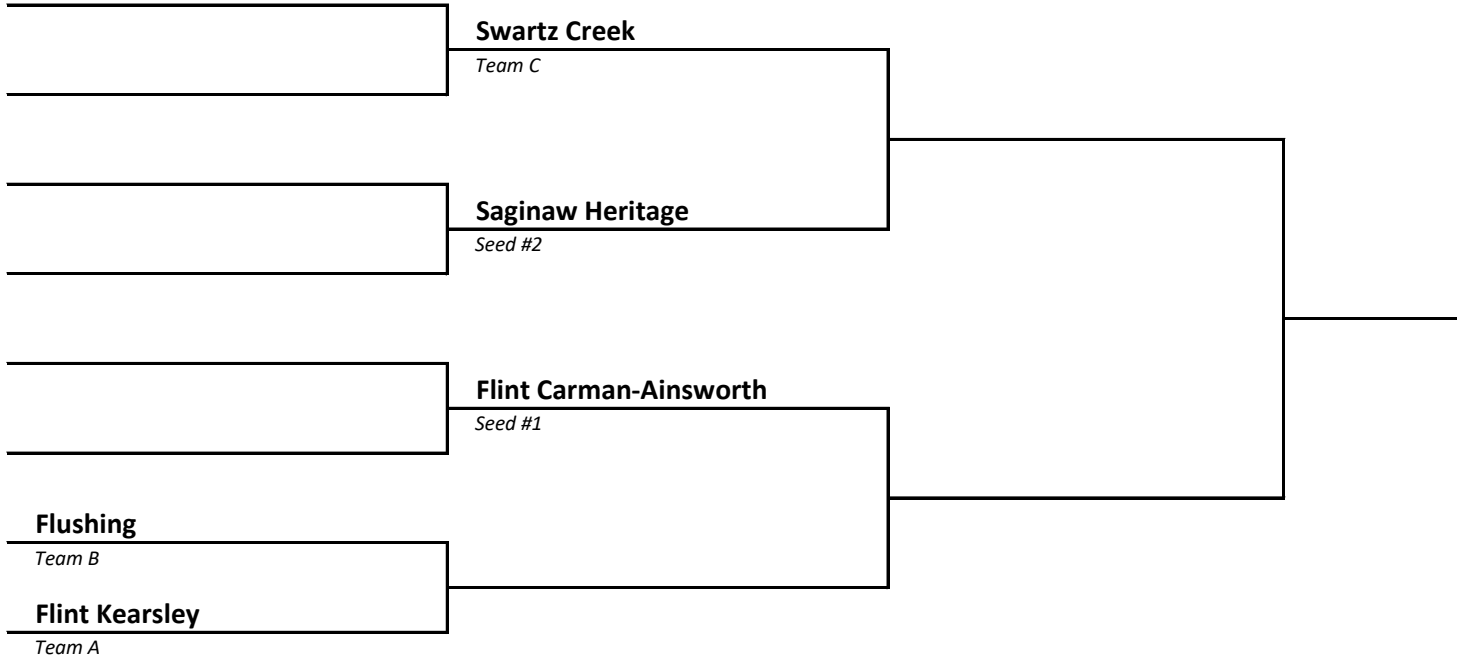 Swartz Creek
Team C
Saginaw Heritage
Seed #2
Flint Carman-Ainsworth
Seed #1
Flushing
Team B
Flint Kearsley
Team A